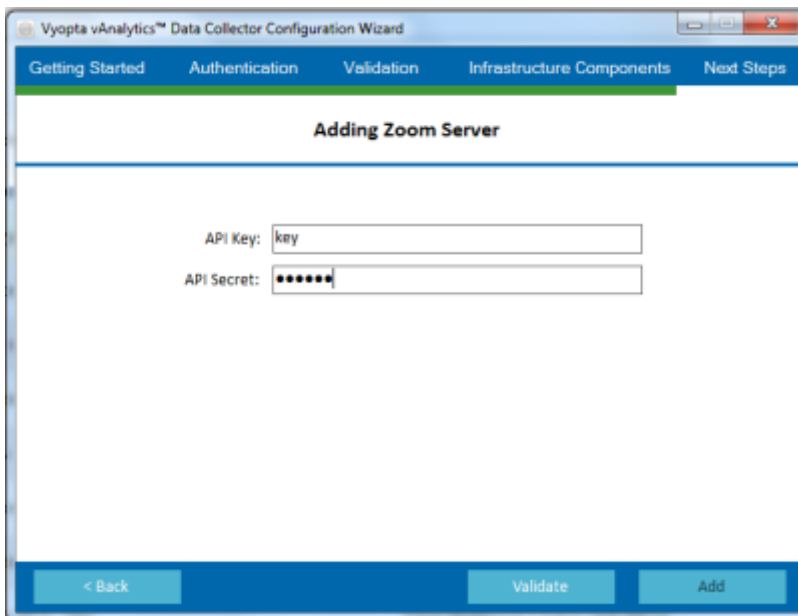 Vyopta vAnalytics™ Data Collector Configuration Wizard
Getting Started Authentication Validation Infrastructure Components Next Steps
Adding Zoom Server
API Key: key
API Secret: ••••••
< Back Validate Add